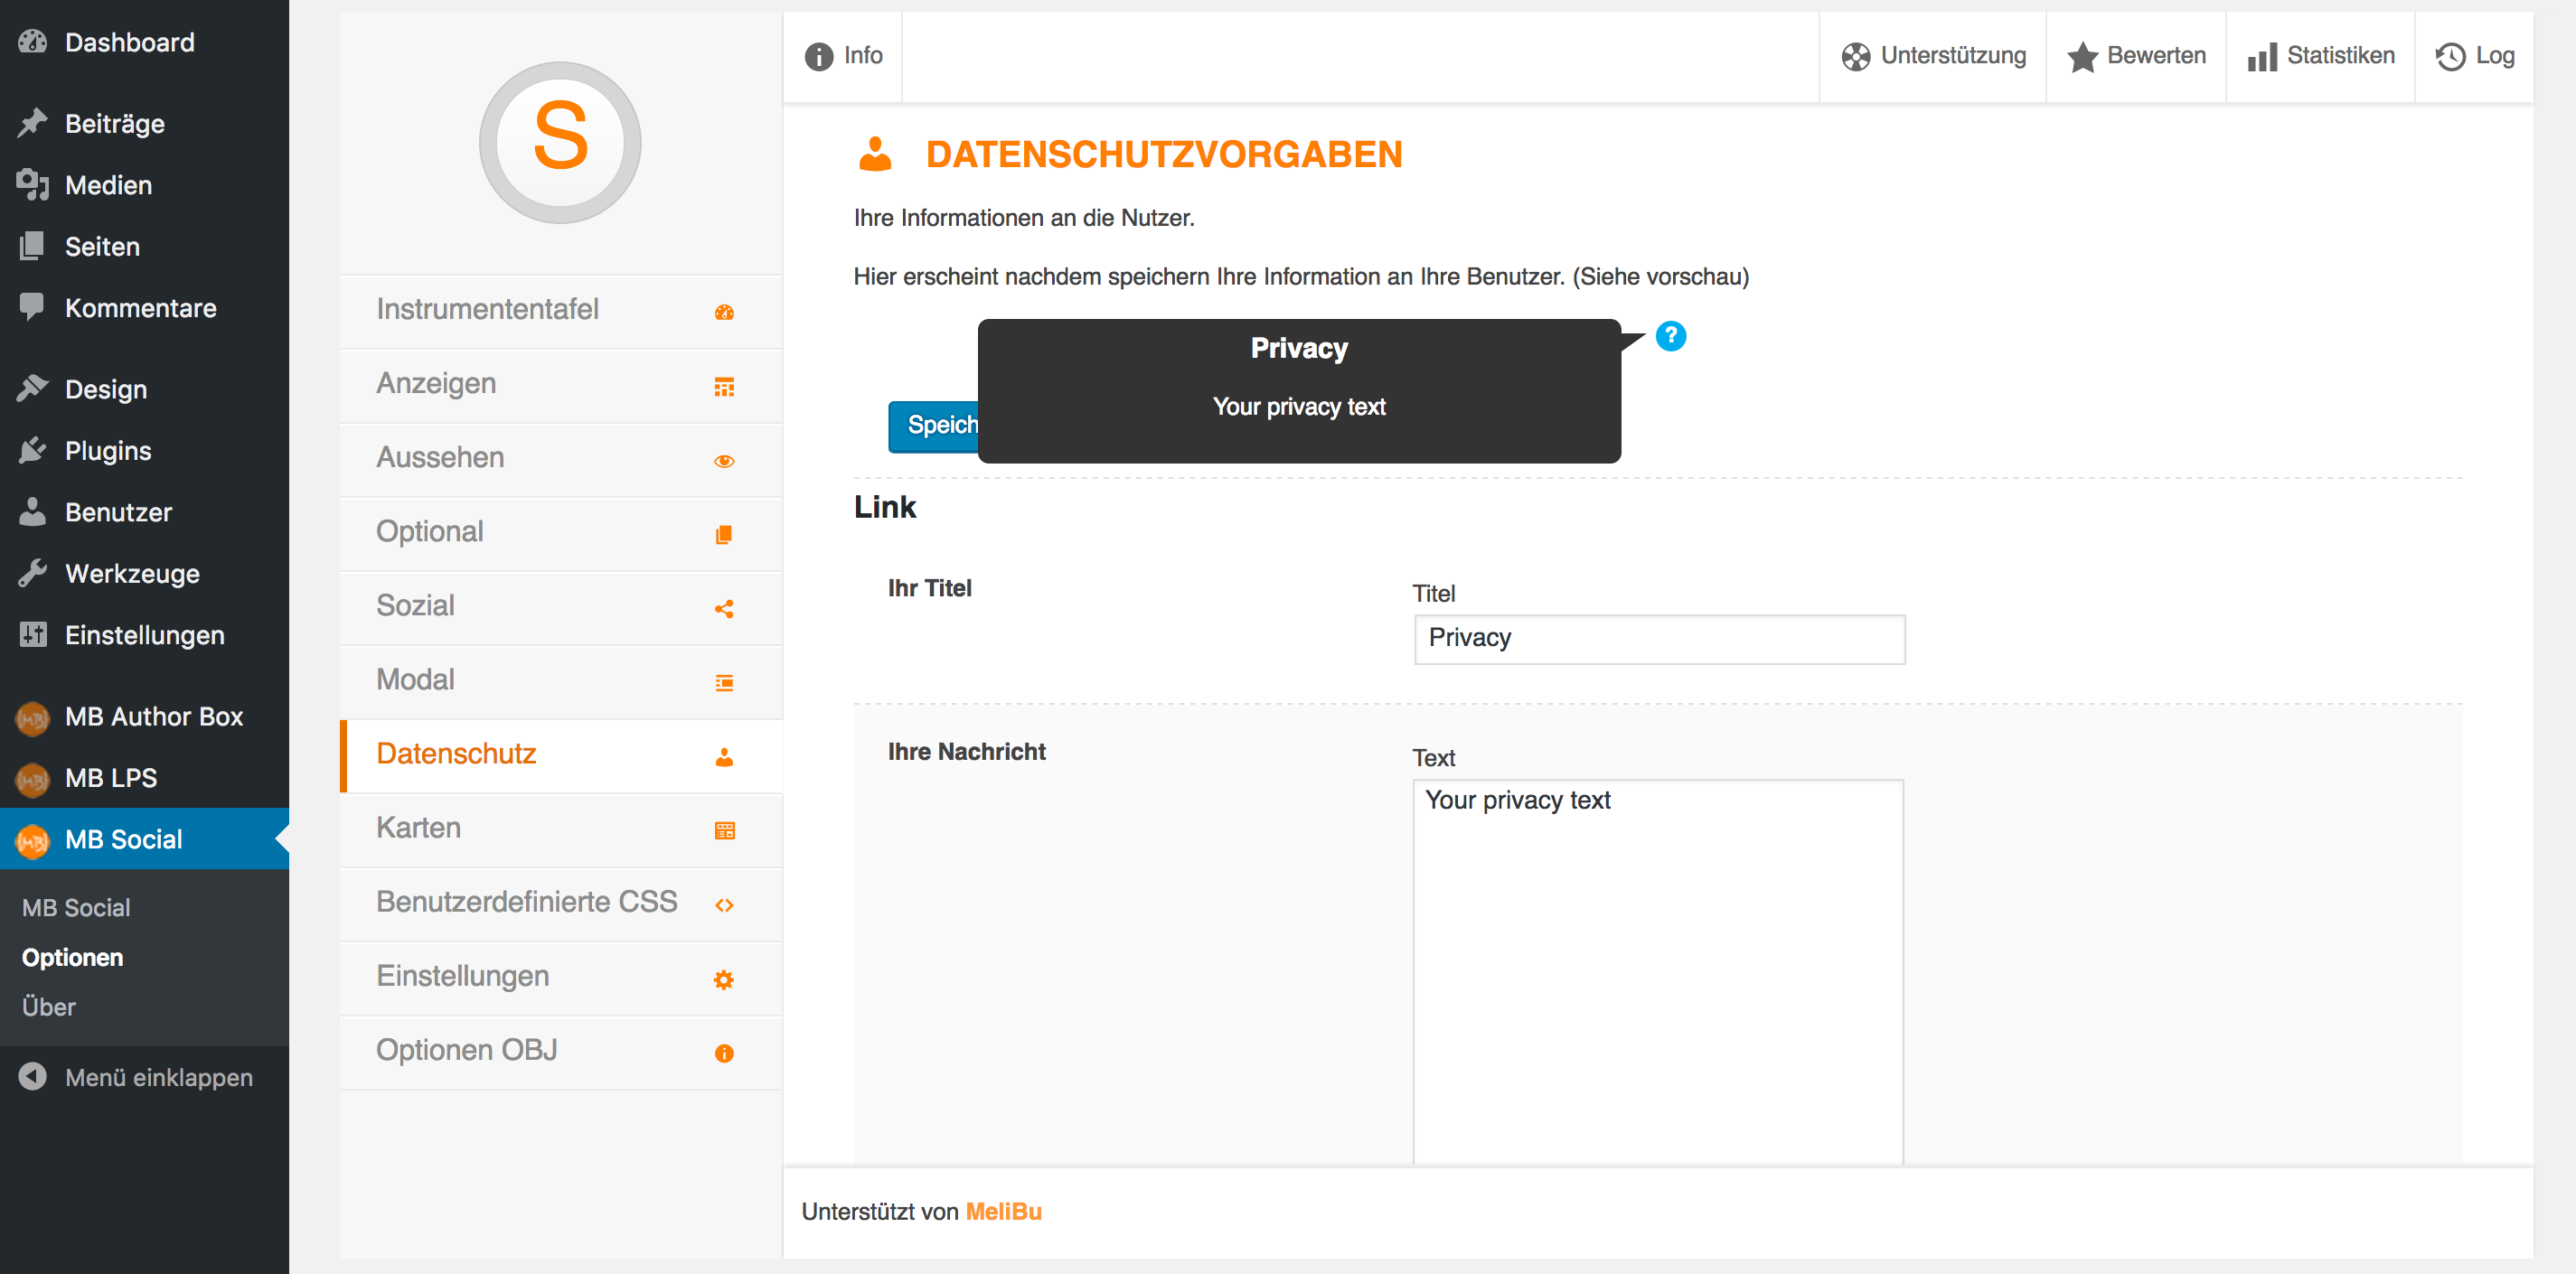 Dashboard
Beiträge
Medien
Seiten
Kommentare
Design
Plugins
Benutzer
Werkzeuge
Einstellungen
MB Author Box
MB LPS
MB Social
MB Social
Optionen
Über
Menü einklappen
S
Instrumententafel
Anzeigen
Aussehen
Optional
Sozial
Modal
Datenschutz
Karten
Benutzerdefinierte CSS
Einstellungen
Optionen OBJ
Info
Unterstützung
Bewerten
Statistiken
Log
DATENSCHUTZVORGABEN
Ihre Informationen an die Nutzer.
Hier erscheint nachdem speichern Ihre Information an Ihre Benutzer. (Siehe vorschau)
Privacy
?
Your privacy text
Speich
Link
Ihr Titel
Titel
Privacy
Ihre Nachricht
Text
Your privacy text
Unterstützt von MeliBu